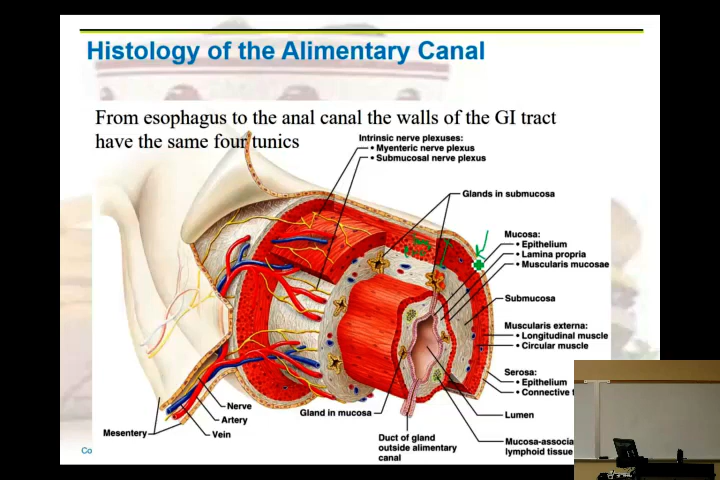 Histology of the Alimentary Canal
From esophagus to the anal canal the walls of the GI tract
have the same four tunics
Intrinsic nerve plexuses:
• Myenteric nerve plexus
• Submucosal nerve plexus
Glands in submucosa
Mucosa:
• Epithelium
• Lamina propria
• Muscularis mucosae
Submucosa
Muscularis externa:
• Longitudinal muscle
• Circular muscle
Serosa:
• Epithelium
• Connective
Nerve
Artery
Vein
Mesentery
Gland in mucosa
Duct of gland
outside alimentary
canal
Lumen
Mucosa-associa
lymphoid tissue
Co